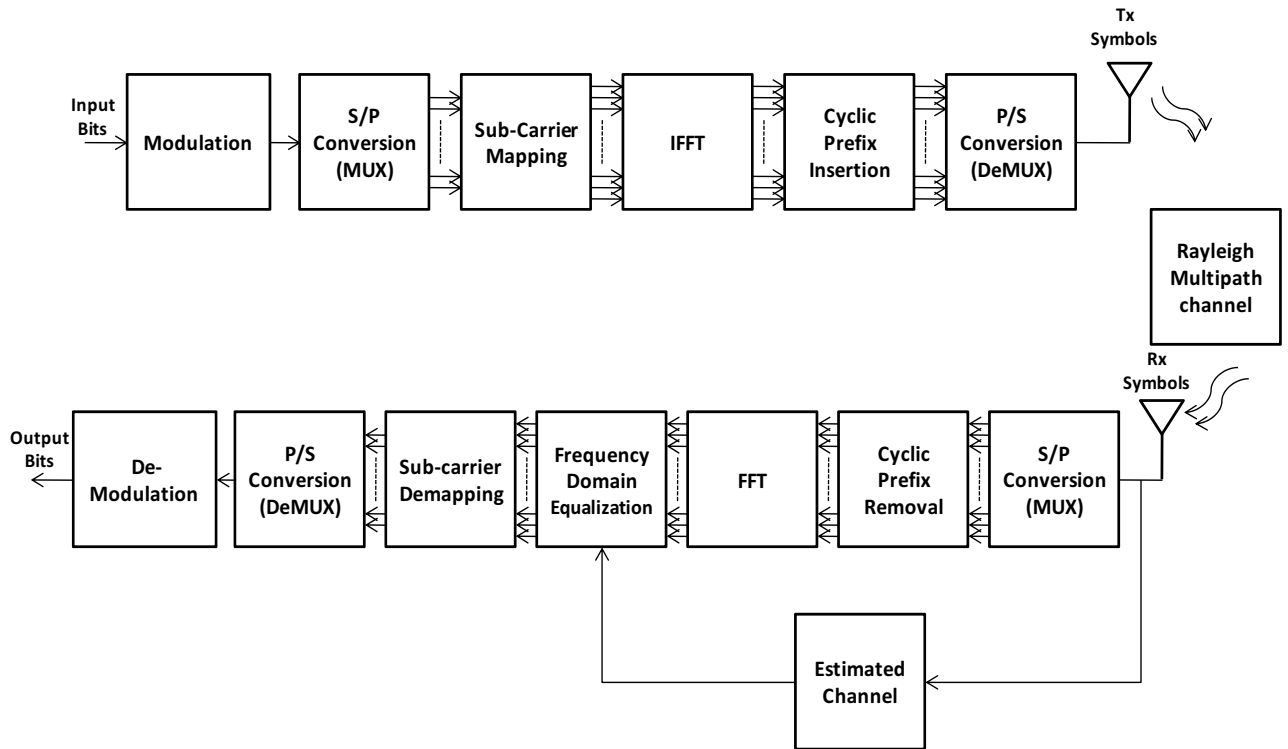 Tx
Symbols
Input
Bits
Modulation
S/P
Conversion
(MUX)
Sub-Carrier
Mapping
IFFT
Cyclic
Prefix
Insertion
P/S
Conversion
(DeMUX)
Rayleigh
Multipath
channel
Rx
Symbols
Output
Bits
De-
Modulation
P/S
Conversion
(DeMUX)
Sub-carrier
Demapping
Frequency
Domain
Equalization
FFT
Cyclic
Prefix
Removal
S/P
Conversion
(MUX)
Estimated
Channel